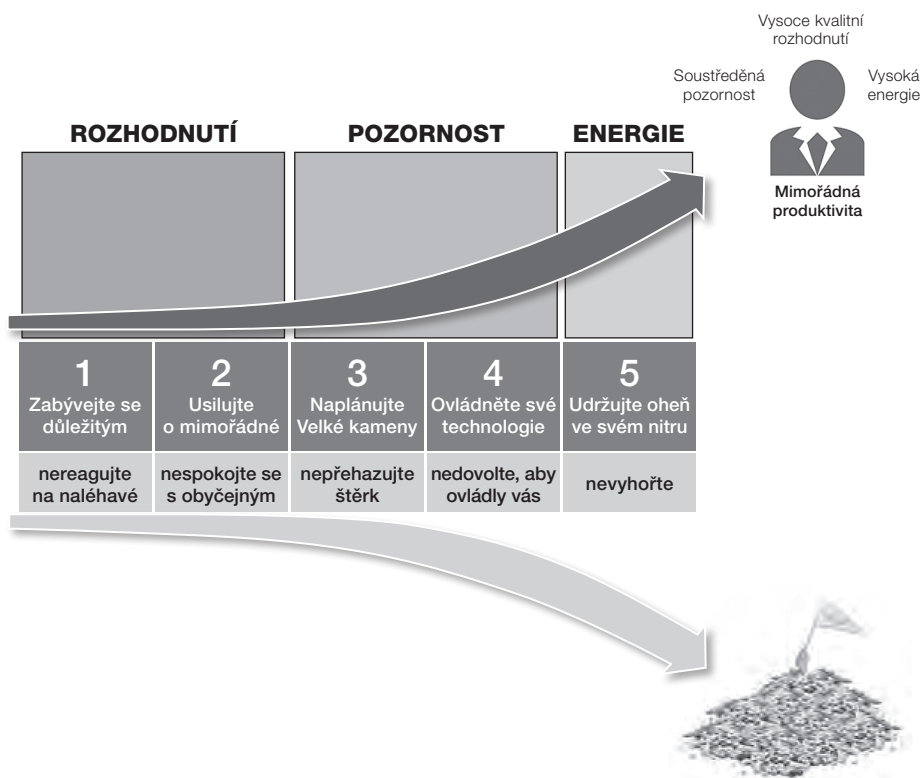 Vysoce kvalitní
rozhodnutí
Soustředěná
pozornost
Vysoká
energie
Mimořádná
produktivita
ROZHODNUTÍ
POZORNOST
ENERGIE
1
Zabývejte se
důležitým
2
Usilujte
o mimořádné
3
Naplánujte
Velké kameny
4
Ovládněte své
technologie
5
Udržujte oheň
ve svém nitru
nereagujte
na naléhavé
nespokojte se
s obyčejným
nepřehazujte
štěrk
nedovolte, aby
ovládly vás
nevyhořte